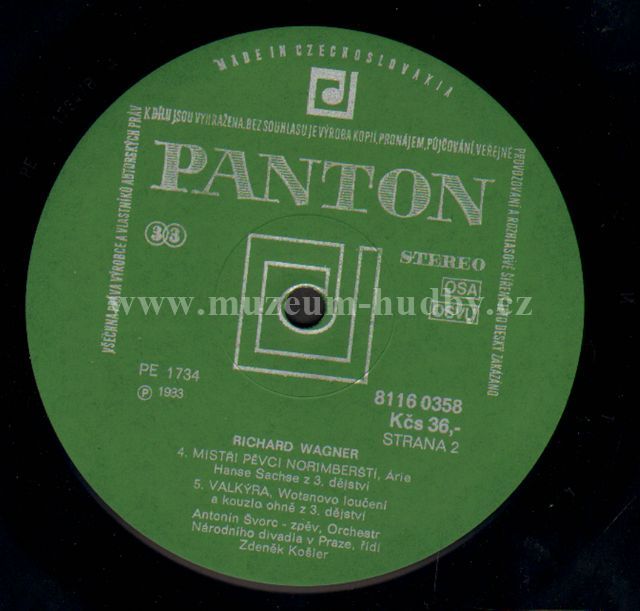 MADE IN CZECHOSLOVAKIA
VŠECHNA PRÁVA VÝROBCE A VLASTNÍKŮ AUTORSKÝCH PRÁV
K DÍLU JSOU VYHRAŽENA. BEZ SOUHLASU JE VÝROBA KOPIÍ, PRONÁJEM, PŮJČOVÁNÍ VEŘEJNÉ
PROVOZOVÁNÍ A ROZHLASOVÉ ŠÍŘENÍ TÉTO DESKY ZAKÁZÁNO
PANTON
33
STEREO
OSA
www.muzeum-hudby.cz
PE 1734
℗ 1983
8116 0358
Kčs 36,-
STRANA 2
RICHARD WAGNER
4. MISTŘI PĚVCI NORIMBERŠTÍ, Árie
Hanse Sachse z 3. dějství
5. VALKÝRA, Wotanovo loučení
a kouzlo ohně z 3. dějství
Antonín Švorc - zpěv, Orchestr
Národního divadla v Praze, řídí
Zdeněk Košler